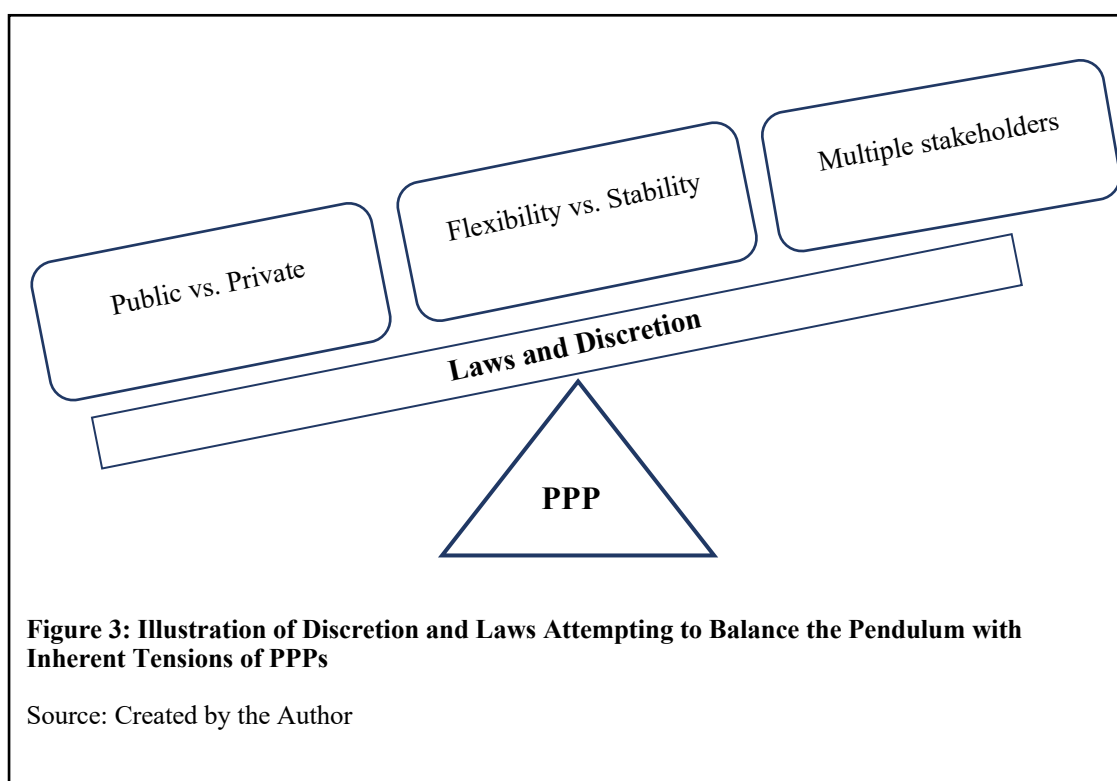 Public vs. Private
Flexibility vs. Stability
Multiple stakeholders
Laws and Discretion
PPP
Figure 3: Illustration of Discretion and Laws Attempting to Balance the Pendulum with
Inherent Tensions of PPPs
Source: Created by the Author